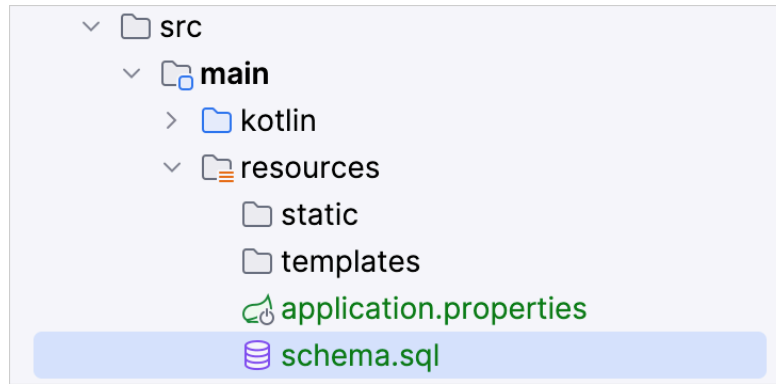 src
main
kotlin
resources
static
templates
application.properties
schema.sql